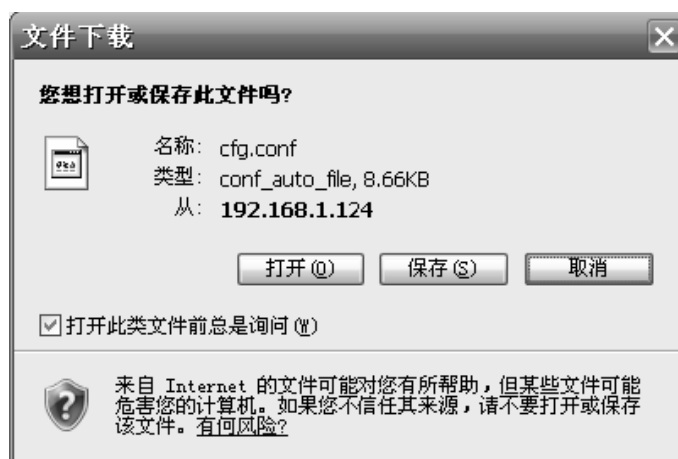 文件下载
您想打开或保存此文件吗?
名称: cfg.conf
类型: conf_auto_file, 8.66KB
从: 192.168.1.124
打开(O) 保存(S) 取消
打开此类文件前总是询问(W)
来自 Internet 的文件可能对您有所帮助，但某些文件可能
危害您的计算机。如果您不信任其来源，请不要打开或保存
该文件。有何风险?